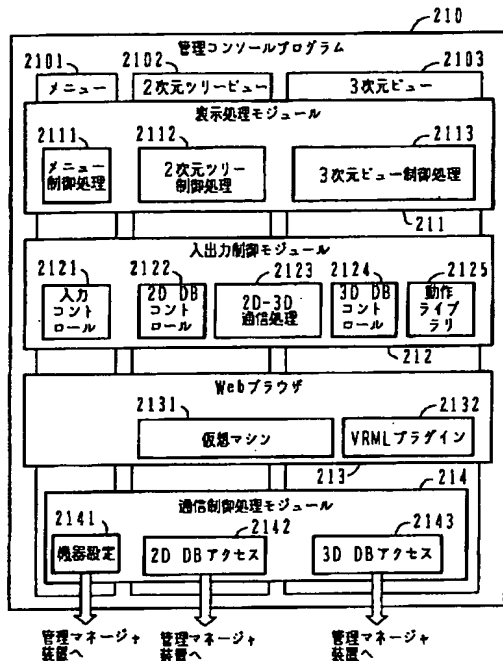 210
管理コンソールプログラム
2101
2102
2103
メニュー
2次元ツリービュー
3次元ビュー
表示処理モジュール
2111
2112
2113
メニュー
制御処理
2次元ツリー
制御処理
3次元ビュー制御処理
211
入出力制御モジュール
2121
2122
2123
2124
2125
入力
コント
ロール
2D DB
コント
ロール
2D-3D
通信処理
3D DB
コント
ロール
動作
ライブ
ラリ
212
Webブラウザ
2131
2132
仮想マシン
VRMLプラグイン
213
214
通信制御処理モジュール
2141
2142
2143
機器設定
2D DBアクセス
3D DBアクセス
管理マネージャ
装置へ
管理マネージャ
装置へ
管理マネージャ
装置へ